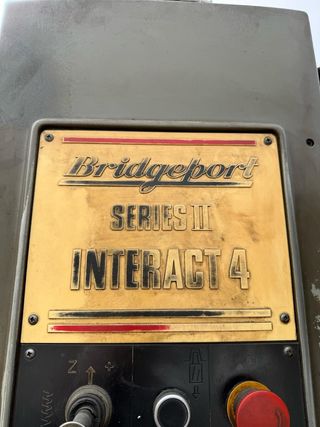 Bridgeport
SERIES II
INTERACT 4
Z +